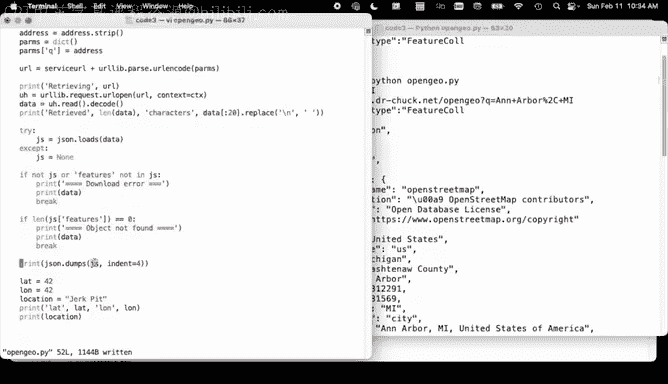 Terminal Shell Edit View Window Help
Sun Feb 11 10:34 AM
code3 — vi opengeo.py — 86×37
address = address.strip()
parms = dict()
parms['q'] = address
url = serviceurl + urllib.parse.urlencode(parms)
print('Retrieving', url)
uh = urllib.request.urlopen(url, context=ctx)
data = uh.read().decode()
print('Retrieved', len(data), 'characters', data[:20].replace('\n', ' '))
try:
js = json.loads(data)
except:
js = None
if not js or 'features' not in js:
print('==== Download error ===')
print(data)
break
if len(js['features']) == 0:
print('==== Object not found ====')
print(data)
break
print(json.dumps(js, indent=4))
lat = 42
lon = 42
location = "Jerk Pit"
print('lat', lat, 'lon', lon)
print(location)
"opengeo.py" 52L, 1144B written
code3 — Python opengeo.py
type":"FeatureColl
python opengeo.py
MI
.dr-chuck.net/opengeo?q=Ann+Arbor%2C+MI
type":"FeatureColl
on",
: {
ame": "openstreetmap",
tion": "\u00a9 OpenStreetMap contributors",
": "Open Database License",
https://www.openstreetmap.org/copyright"
United States",
e": "us",
chigan",
ashtenaw County",
Arbor",
312291,
81569,
": "MI",
": "city",
"Ann Arbor, MI, United States of America",